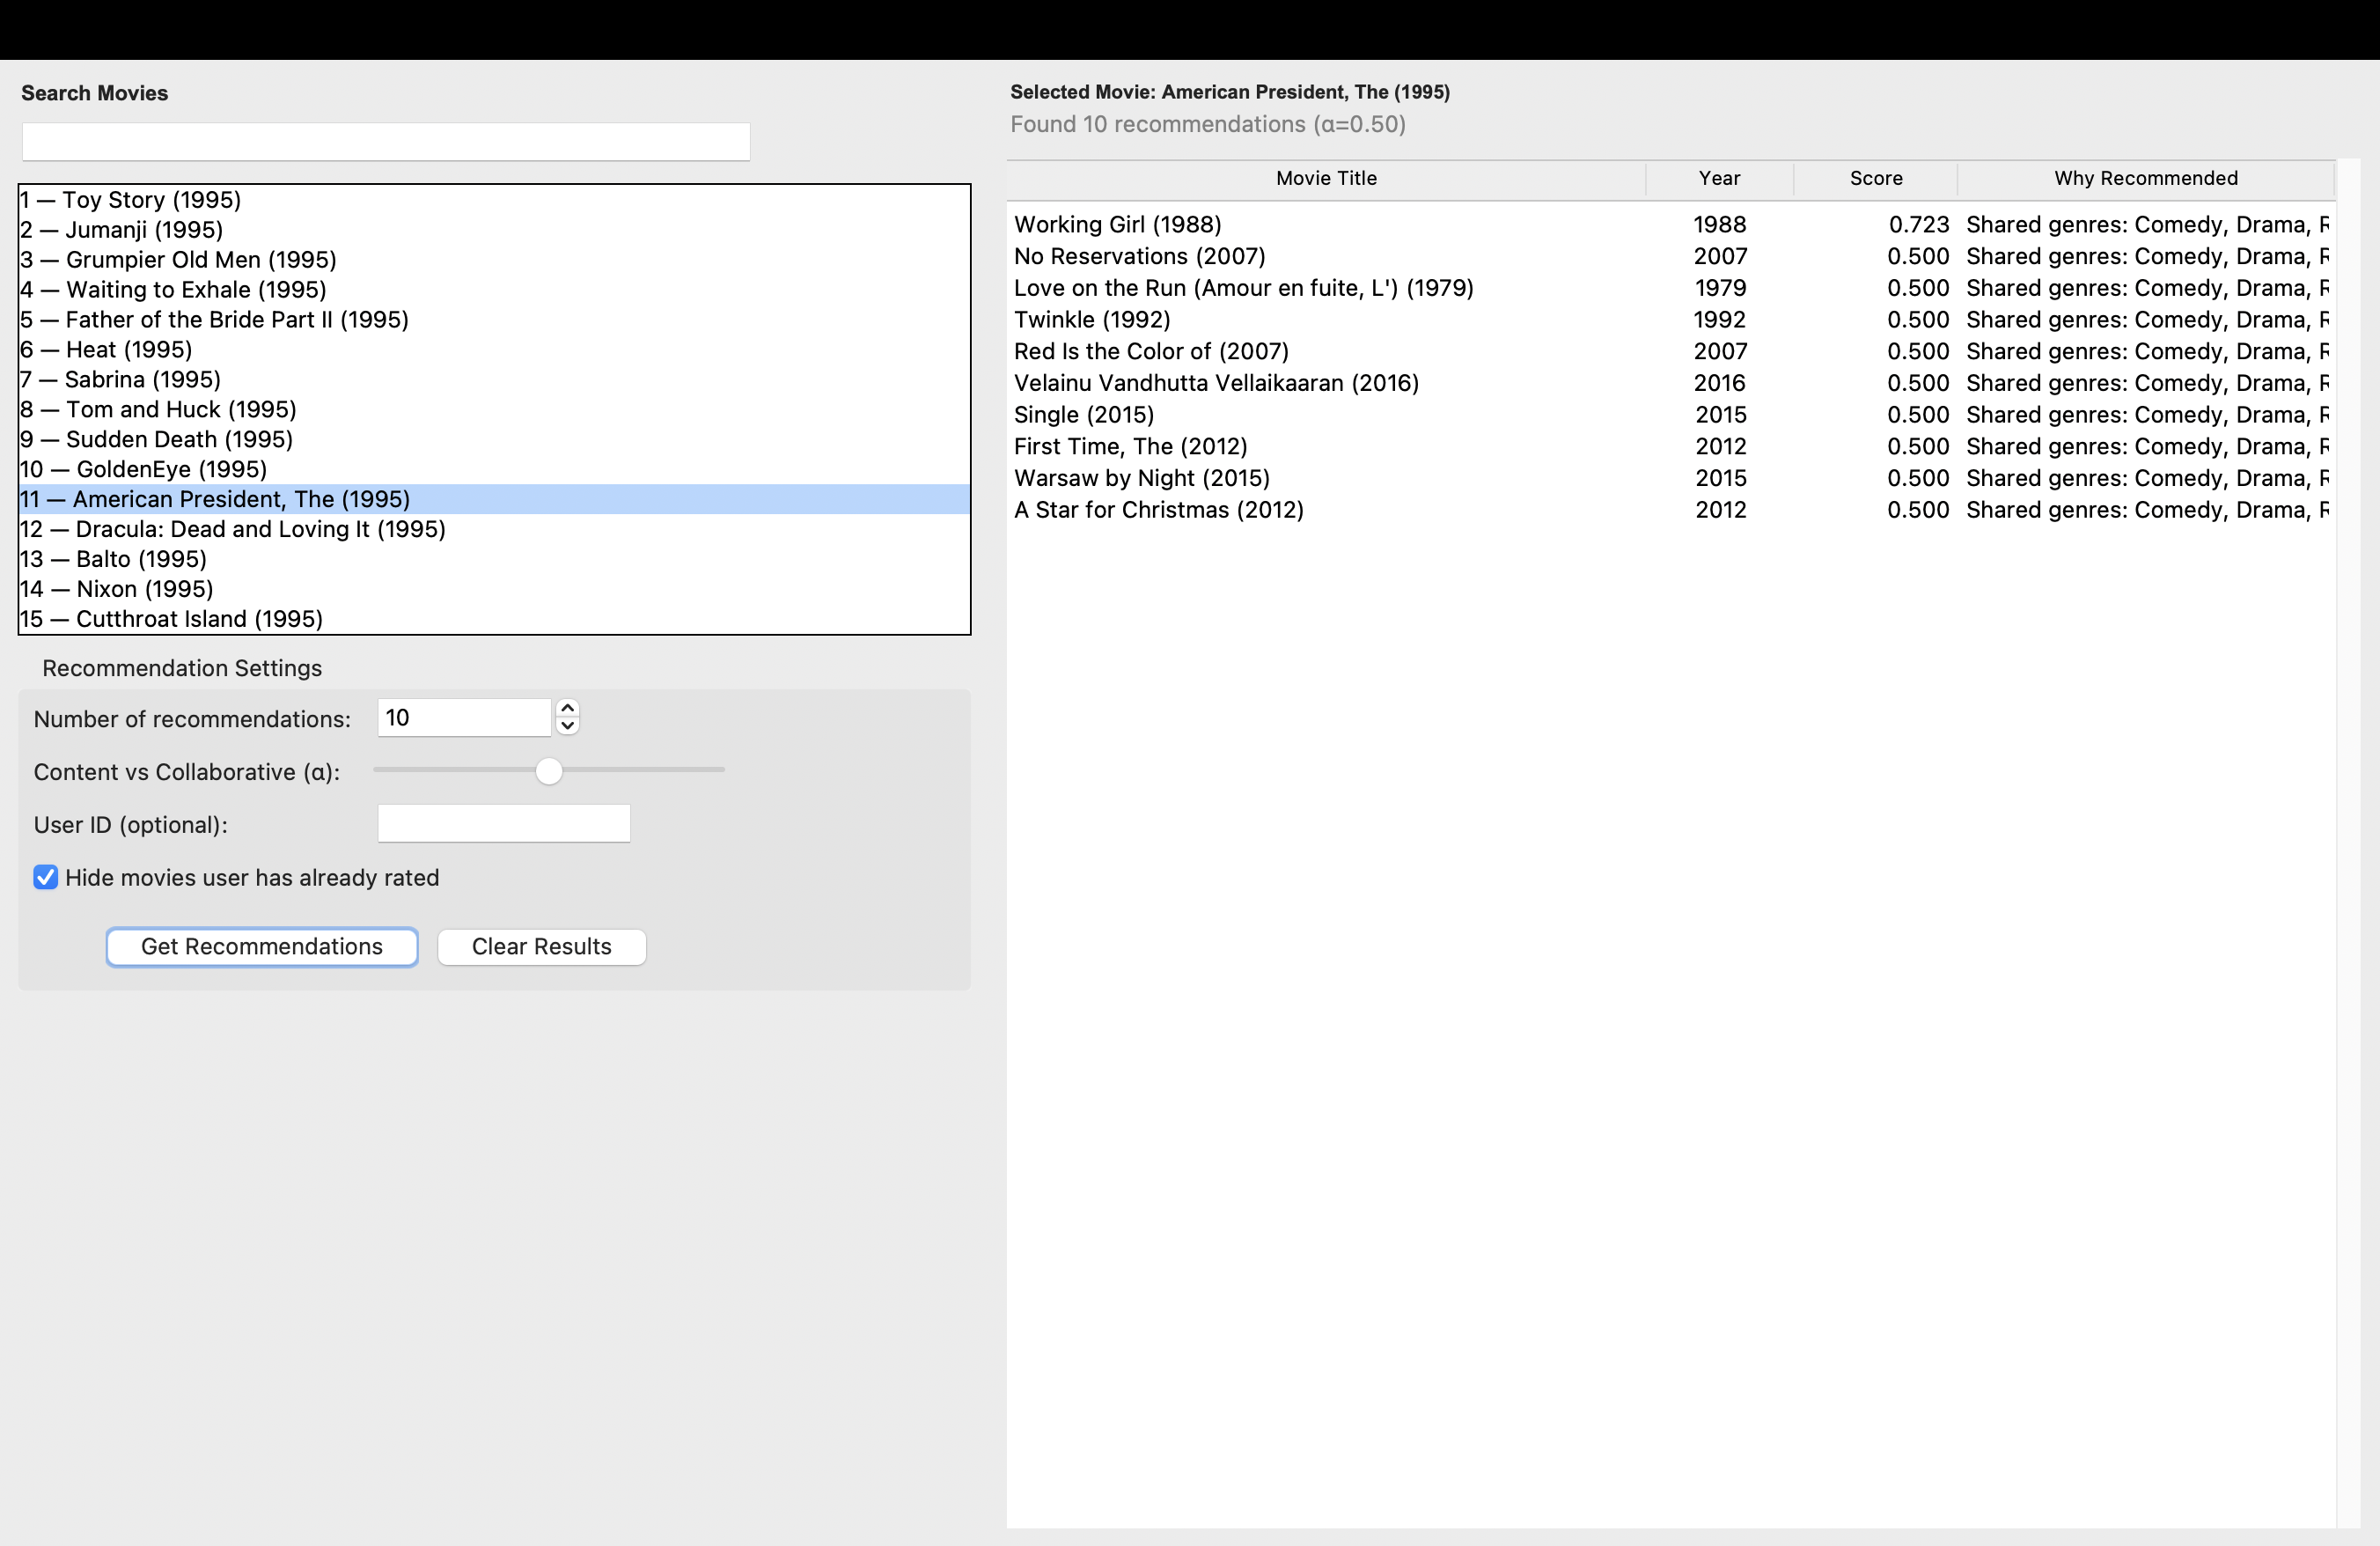 Search Movies
1 — Toy Story (1995)
2 — Jumanji (1995)
3 — Grumpier Old Men (1995)
4 — Waiting to Exhale (1995)
5 — Father of the Bride Part II (1995)
6 — Heat (1995)
7 — Sabrina (1995)
8 — Tom and Huck (1995)
9 — Sudden Death (1995)
10 — GoldenEye (1995)
11 — American President, The (1995)
12 — Dracula: Dead and Loving It (1995)
13 — Balto (1995)
14 — Nixon (1995)
15 — Cutthroat Island (1995)
Recommendation Settings
Number of recommendations: 10
Content vs Collaborative (α):
User ID (optional):
Hide movies user has already rated
Get Recommendations Clear Results
Selected Movie: American President, The (1995)
Found 10 recommendations (α=0.50)
Movie Title Year Score Why Recommended
Working Girl (1988) 1988 0.723 Shared genres: Comedy, Drama, R
No Reservations (2007) 2007 0.500 Shared genres: Comedy, Drama, R
Love on the Run (Amour en fuite, L') (1979) 1979 0.500 Shared genres: Comedy, Drama, R
Twinkle (1992) 1992 0.500 Shared genres: Comedy, Drama, R
Red Is the Color of (2007) 2007 0.500 Shared genres: Comedy, Drama, R
Velainu Vandhutta Vellaikaaran (2016) 2016 0.500 Shared genres: Comedy, Drama, R
Single (2015) 2015 0.500 Shared genres: Comedy, Drama, R
First Time, The (2012) 2012 0.500 Shared genres: Comedy, Drama, R
Warsaw by Night (2015) 2015 0.500 Shared genres: Comedy, Drama, R
A Star for Christmas (2012) 2012 0.500 Shared genres: Comedy, Drama, R